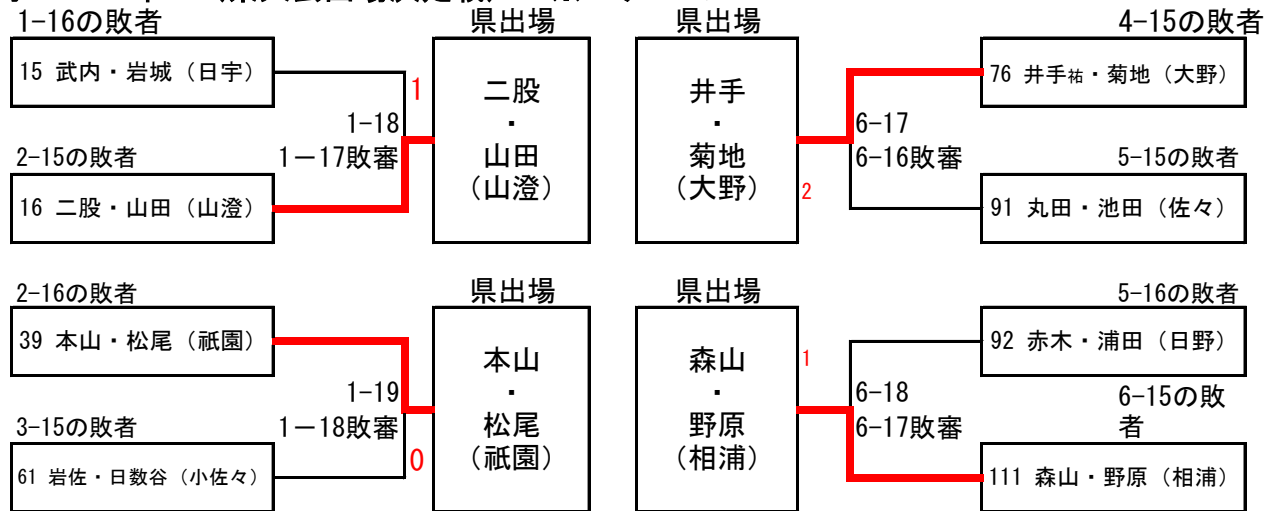 1-16の敗者
県出場
15 武内・岩城（日宇）
1
二股
・
山田
（山澄）
1-18
1－17敗審
2-15の敗者
16 二股・山田（山澄）
県出場
4-15の敗者
井手
・
菊地
（大野）
76 井手祐・菊地（大野）
6-17
6-16敗審
2
5-15の敗者
91 丸田・池田（佐々）
2-16の敗者
県出場
39 本山・松尾（祇園）
本山
・
松尾
（祇園）
1-19
1－18敗審
3-15の敗者
0
61 岩佐・日数谷（小佐々）
県出場
5-16の敗者
森山
・
野原
（相浦）
1
92 赤木・浦田（日野）
6-18
6-17敗審
6-15の敗
者
111 森山・野原（相浦）